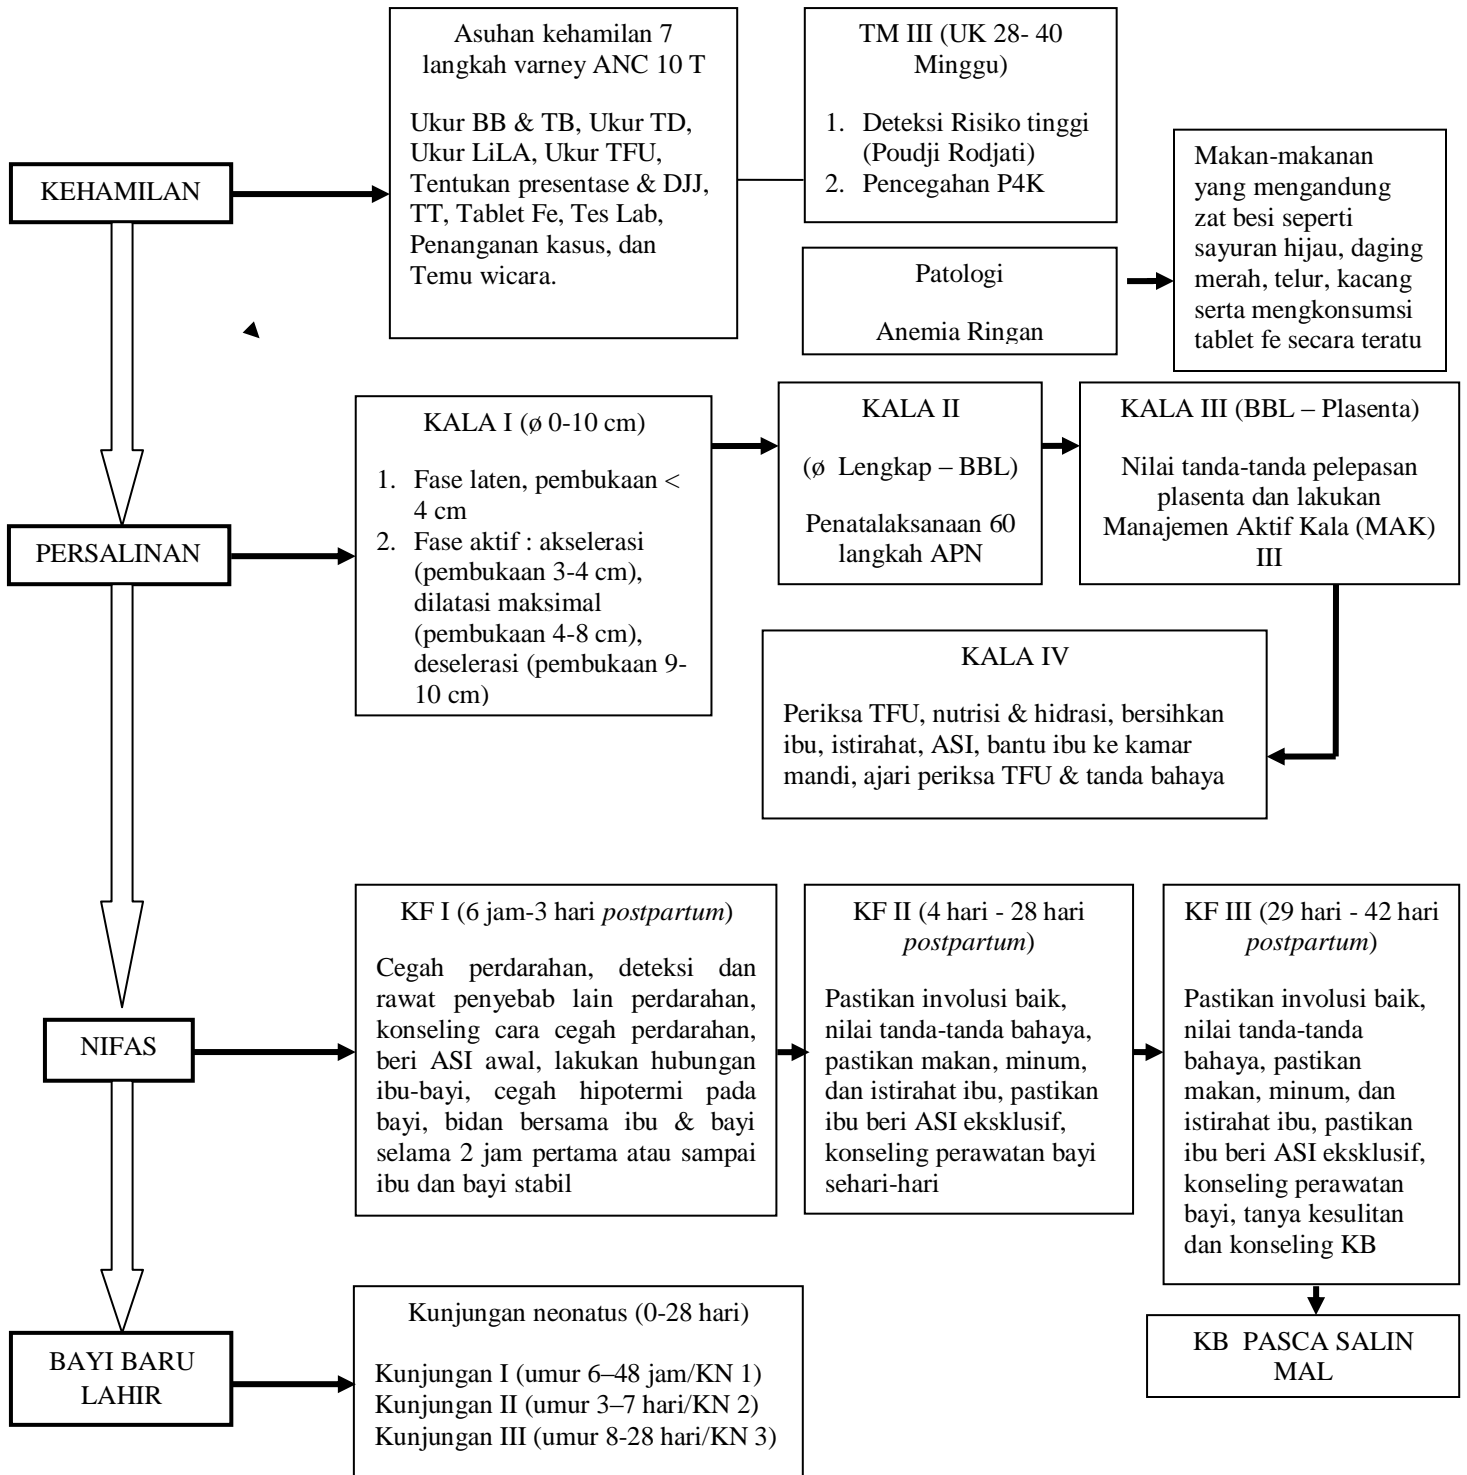 KEHAMILAN
Asuhan kehamilan 7
langkah varney ANC 10 T
Ukur BB & TB, Ukur TD,
Ukur LiLA, Ukur TFU,
Tentukan presentase & DJJ,
TT, Tablet Fe, Tes Lab,
Penanganan kasus, dan
Temu wicara.
TM III (UK 28- 40
Minggu)
1. Deteksi Risiko tinggi
(Poudji Rodjati)
2. Pencegahan P4K
Patologi
Anemia Ringan
Makan-makanan
yang mengandung
zat besi seperti
sayuran hijau, daging
merah, telur, kacang
serta mengkonsumsi
tablet fe secara teratu
PERSALINAN
KALA I (ø 0-10 cm)
1. Fase laten, pembukaan <
4 cm
2. Fase aktif : akselerasi
(pembukaan 3-4 cm),
dilatasi maksimal
(pembukaan 4-8 cm),
deselerasi (pembukaan 9-
10 cm)
KALA II
(ø Lengkap – BBL)
Penatalaksanaan 60
langkah APN
KALA III (BBL – Plasenta)
Nilai tanda-tanda pelepasan
plasenta dan lakukan
Manajemen Aktif Kala (MAK)
III
KALA IV
Periksa TFU, nutrisi & hidrasi, bersihkan
ibu, istirahat, ASI, bantu ibu ke kamar
mandi, ajari periksa TFU & tanda bahaya
NIFAS
KF I (6 jam-3 hari postpartum)
Cegah perdarahan, deteksi dan
rawat penyebab lain perdarahan,
konseling cara cegah perdarahan,
beri ASI awal, lakukan hubungan
ibu-bayi, cegah hipotermi pada
bayi, bidan bersama ibu & bayi
selama 2 jam pertama atau sampai
ibu dan bayi stabil
KF II (4 hari - 28 hari
postpartum)
Pastikan involusi baik,
nilai tanda-tanda bahaya,
pastikan makan, minum,
dan istirahat ibu, pastikan
ibu beri ASI eksklusif,
konseling perawatan bayi
sehari-hari
KF III (29 hari - 42 hari
postpartum)
Pastikan involusi baik,
nilai tanda-tanda
bahaya, pastikan
makan, minum, dan
istirahat ibu, pastikan
ibu beri ASI eksklusif,
konseling perawatan
bayi, tanya kesulitan
dan konseling KB
KB PASCA SALIN
MAL
BAYI BARU
LAHIR
Kunjungan neonatus (0-28 hari)
Kunjungan I (umur 6–48 jam/KN 1)
Kunjungan II (umur 3–7 hari/KN 2)
Kunjungan III (umur 8-28 hari/KN 3)